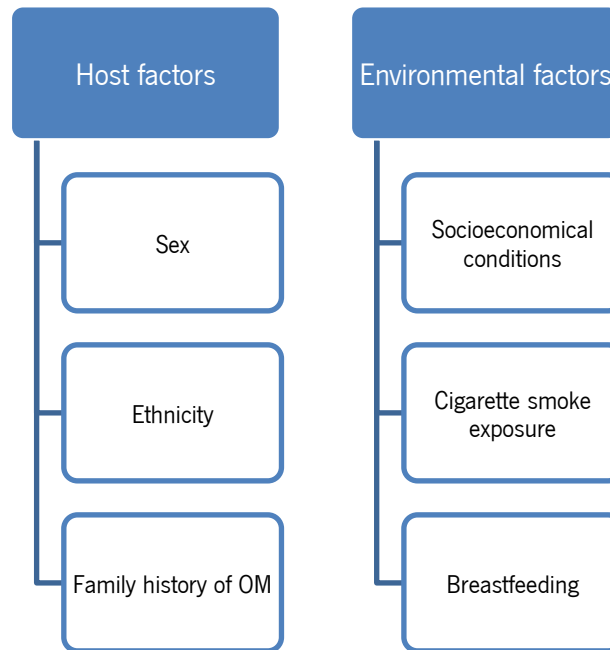 Host factors
Sex
Ethnicity
Family history of OM
Environmental factors
Socioeconomical
conditions
Cigarette smoke
exposure
Breastfeeding